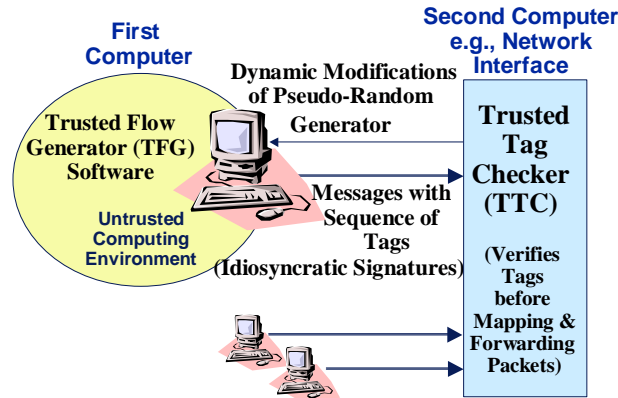 First
Computer
Second Computer
e.g., Network
Interface
Dynamic Modifications
of Pseudo-Random
Generator
Trusted Flow
Generator (TFG)
Software
Untrusted
Computing
Environment
Messages with
Sequence of
Tags
(Idiosyncratic Signatures)
Trusted
Tag
Checker
(TTC)
(Verifies
Tags
before
Mapping &
Forwarding
Packets)